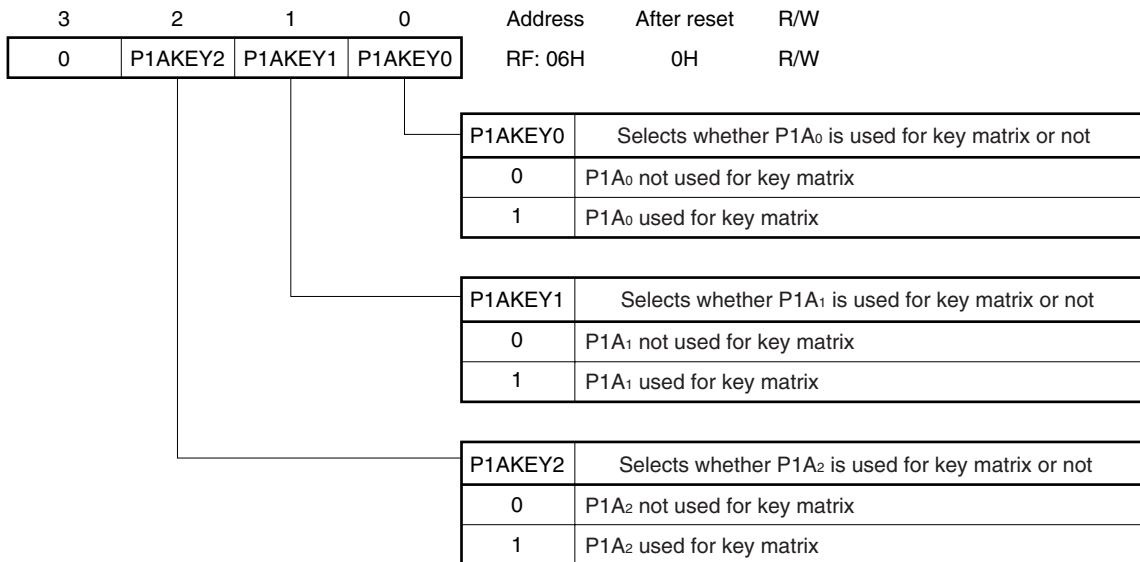 3 2 1 0 Address After reset R/W
0 P1AKEY2 P1AKEY1 P1AKEY0 RF: 06H 0H R/W
P1AKEY0 Selects whether P1A₀ is used for key matrix or not
0 P1A₀ not used for key matrix
1 P1A₀ used for key matrix
P1AKEY1 Selects whether P1A₁ is used for key matrix or not
0 P1A₁ not used for key matrix
1 P1A₁ used for key matrix
P1AKEY2 Selects whether P1A₂ is used for key matrix or not
0 P1A₂ not used for key matrix
1 P1A₂ used for key matrix